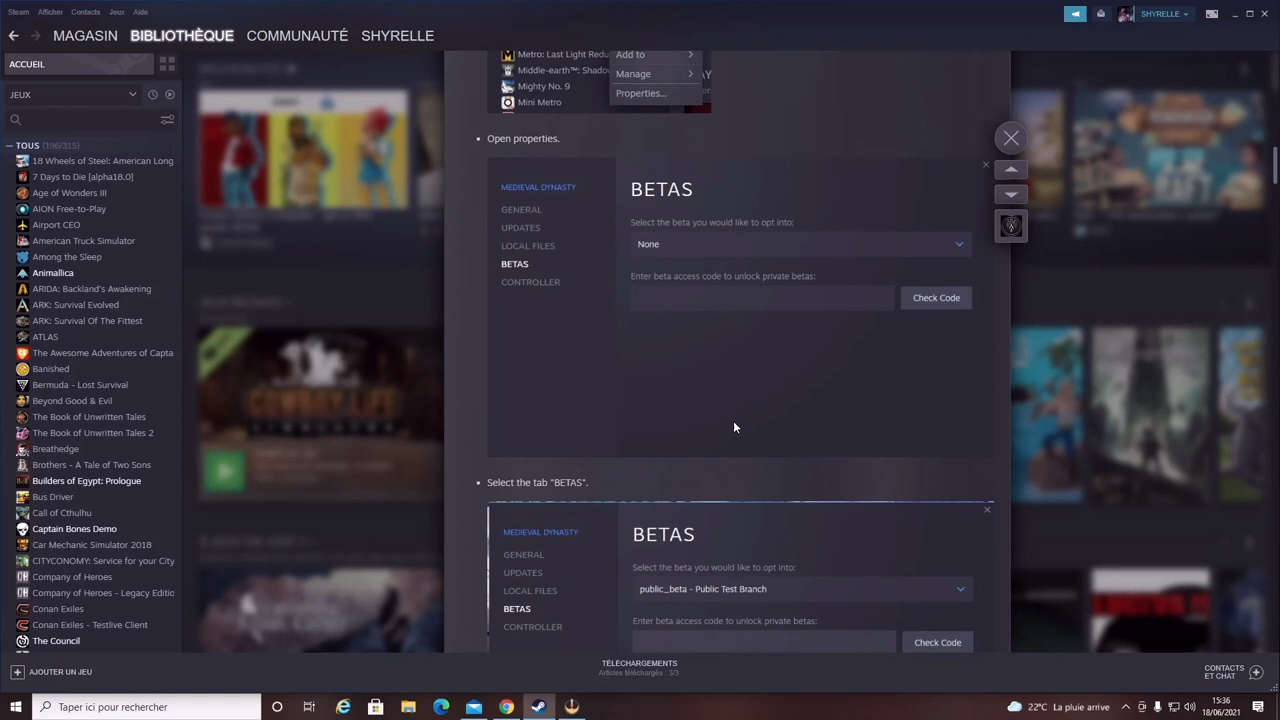 Steam Afficher Contacts Jeux Aide
SHYRELLE
MAGASIN BIBLIOTHÈQUE COMMUNAUTÉ SHYRELLE
ACCUEIL
JEUX
TOUS (196/315)
18 Wheels of Steel: American Long
7 Days to Die [alpha18.0]
Age of Wonders III
AION Free-to-Play
Airport CEO
American Truck Simulator
Among the Sleep
Animallica
ARIDA: Backland's Awakening
ARK: Survival Evolved
ARK: Survival Of The Fittest
ATLAS
The Awesome Adventures of Capta
Banished
Bermuda - Lost Survival
Beyond Good & Evil
The Book of Unwritten Tales
The Book of Unwritten Tales 2
Breathedge
Brothers - A Tale of Two Sons
Builders of Egypt: Prologue
Bus Driver
Call of Cthulhu
Captain Bones Demo
Car Mechanic Simulator 2018
CITYCONOMY: Service for your City
Company of Heroes
Company of Heroes - Legacy Edition
Conan Exiles
Conan Exiles - Testlive Client
The Council
Metro: Last Light Redu
Middle-earth™: Shado
Mighty No. 9
Mini Metro
Add to
Manage
Properties...
AY
Open properties.
MEDIEVAL DYNASTY
GENERAL
UPDATES
LOCAL FILES
BETAS
CONTROLLER
BETAS
Select the beta you would like to opt into:
None
Enter beta access code to unlock private betas:
Check Code
Select the tab "BETAS".
MEDIEVAL DYNASTY
GENERAL
UPDATES
LOCAL FILES
BETAS
CONTROLLER
BETAS
Select the beta you would like to opt into:
public_beta - Public Test Branch
Enter beta access code to unlock private betas:
Check Code
COWBOY LIFE
AJOUTER UN JEU
TÉLÉCHARGEMENTS
Articles téléchargés : 3/3
CONTACTS
ET CHAT
Taper ici pour rechercher
22°C La pluie arrive
15:36
18/06/2021